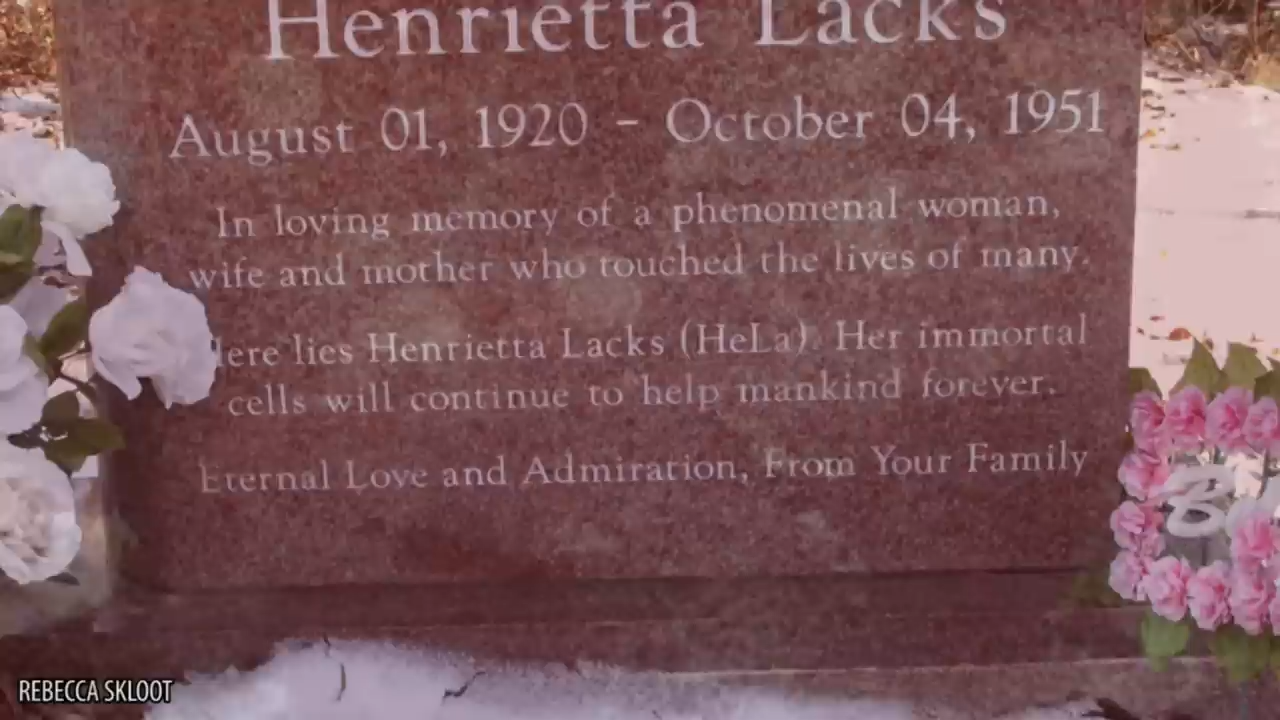 Henrietta Lacks
August 01, 1920 - October 04, 1951
In loving memory of a phenomenal woman,
wife and mother who touched the lives of many.
Here lies Henrietta Lacks (HeLa). Her immortal
cells will continue to help mankind forever.
Eternal Love and Admiration, From Your Family
REBECCA SKLOOT